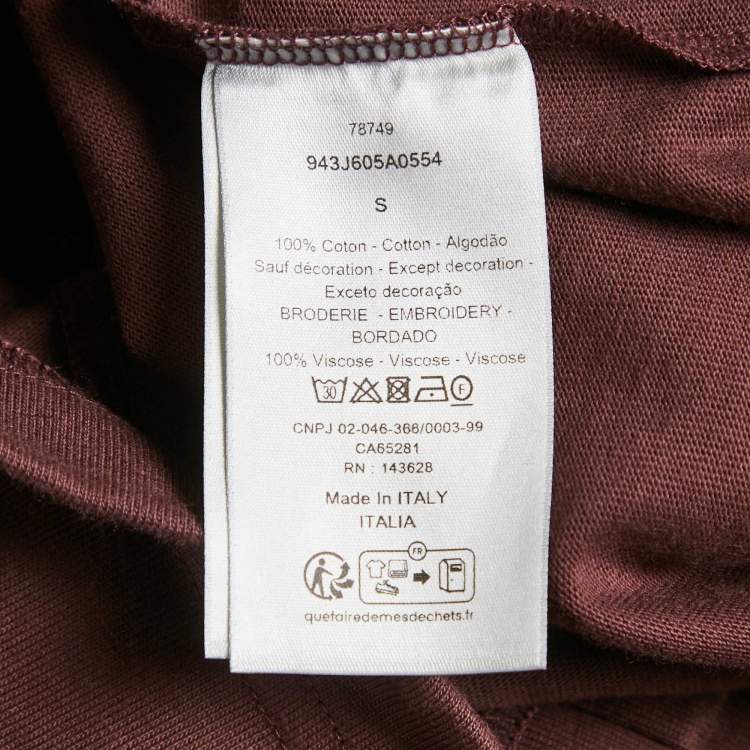 78749
943J605A0554
S
100% Coton - Cotton - Algodão
Sauf décoration - Except decoration -
Exceto decoração
BRODERIE - EMBROIDERY -
BORDADO
100% Viscose - Viscose - Viscose
30 F
CNPJ 02-046-366/0003-99
CA65281
RN : 143628
Made In ITALY
ITALIA
FR
quefairedemesdechets.fr